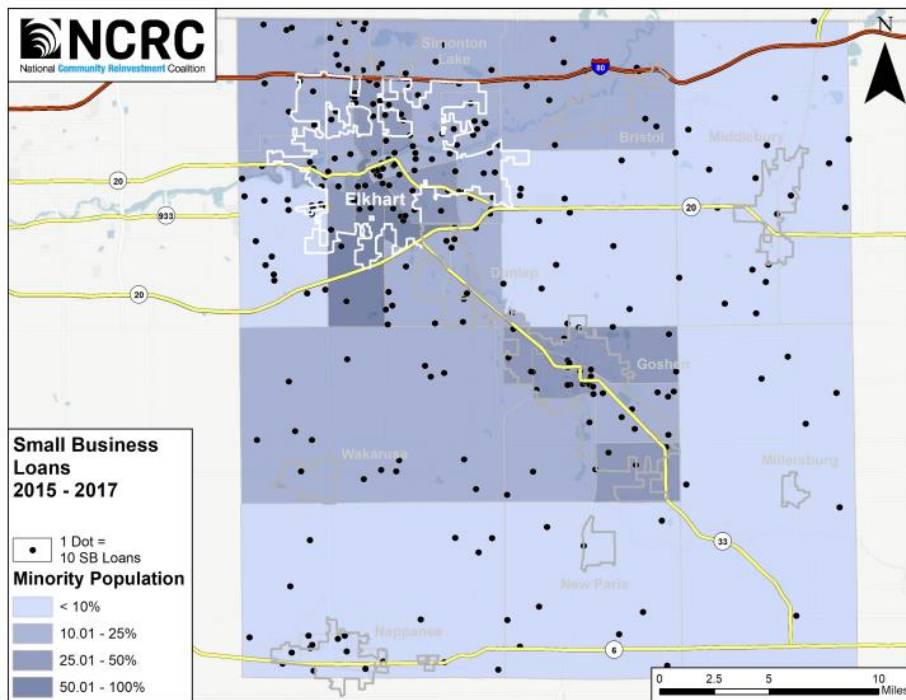 NCRC
National Community Reinvestment Coalition
Simonton
Lake
80
N
Bristol
Middlebury
20
Elkhart
933
20
20
Dunlap
Goshen
Small Business
Loans
2015 - 2017
Wakarusa
Millersburg
1 Dot =
10 SB Loans
33
Minority Population
< 10%
New Paris
10.01 - 25%
Nappanee
6
25.01 - 50%
50.01 - 100%
0 2.5 5 10
Miles